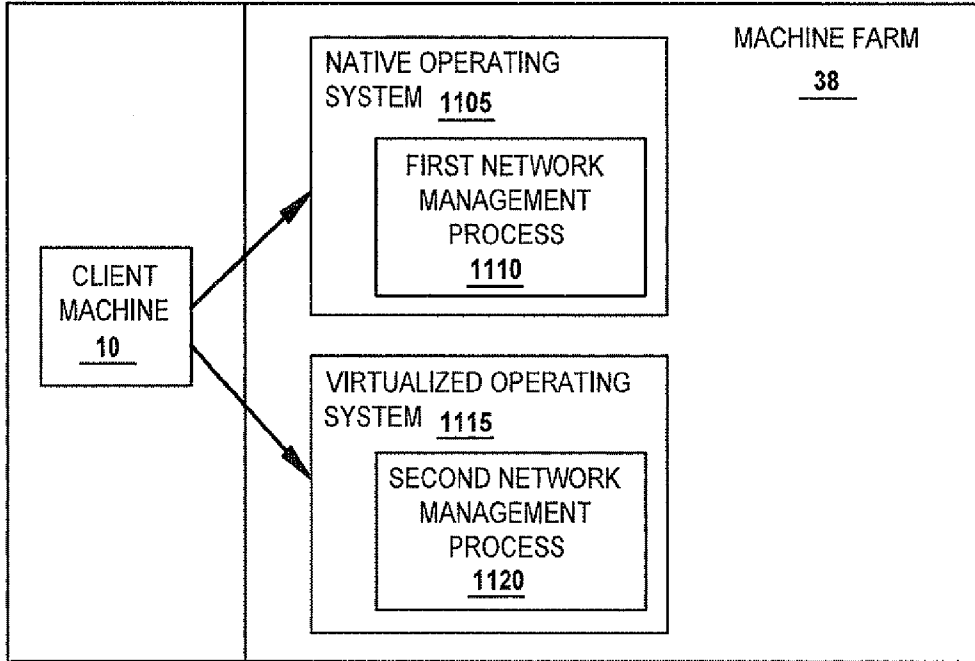 MACHINE FARM
38
NATIVE OPERATING
SYSTEM 1105
FIRST NETWORK
MANAGEMENT
PROCESS
1110
CLIENT
MACHINE
10
VIRTUALIZED OPERATING
SYSTEM 1115
SECOND NETWORK
MANAGEMENT
PROCESS
1120